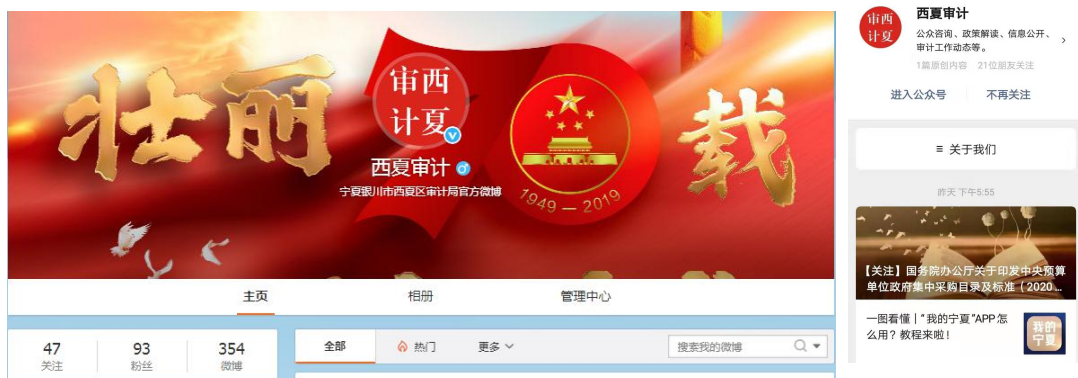 壮丽
载
审西
计夏
西夏审计
宁夏银川市西夏区审计局官方微博
1949 — 2019
主页
相册
管理中心
47
关注
93
粉丝
354
微博
全部
热门
更多
搜索我的微博
审西
计夏
西夏审计
公众咨询、政策解读、信息公开、
审计工作动态等。
1篇原创内容 21位朋友关注
进入公众号
不再关注
≡ 关于我们
昨天 下午5:55
【关注】国务院办公厅关于印发中央预算
单位政府集中采购目录及标准（2020 ...
一图看懂丨“我的宁夏”APP怎
么用？教程来啦！
我的
宁夏